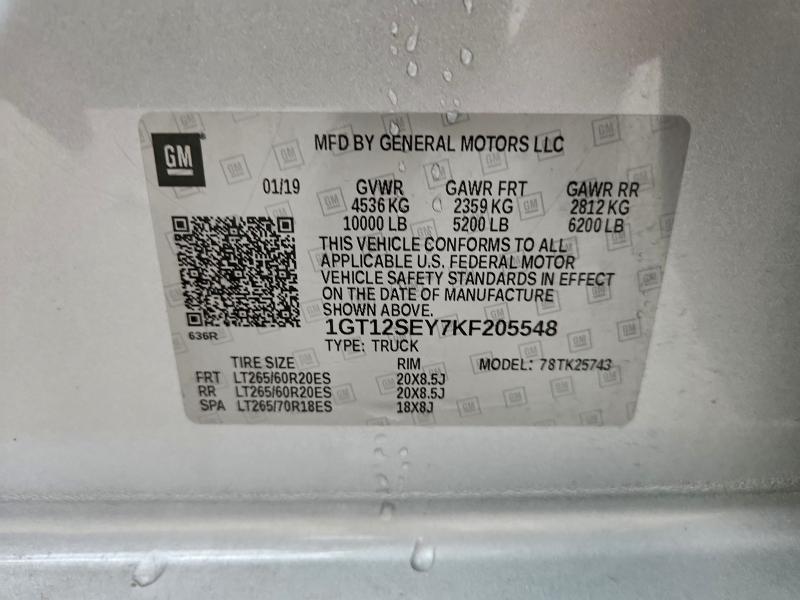 GM
MFD BY GENERAL MOTORS LLC
01/19 GVWR GAWR FRT GAWR RR
4536 KG 2359 KG 2812 KG
10000 LB 5200 LB 6200 LB
THIS VEHICLE CONFORMS TO ALL
APPLICABLE U.S. FEDERAL MOTOR
VEHICLE SAFETY STANDARDS IN EFFECT
ON THE DATE OF MANUFACTURE
SHOWN ABOVE.
636R
1GT12SEY7KF205548
TYPE: TRUCK
TIRE SIZE RIM MODEL: 78TK25743
FRT LT265/60R20ES 20X8.5J
RR LT265/60R20ES 20X8.5J
SPA LT265/70R18ES 18X8J